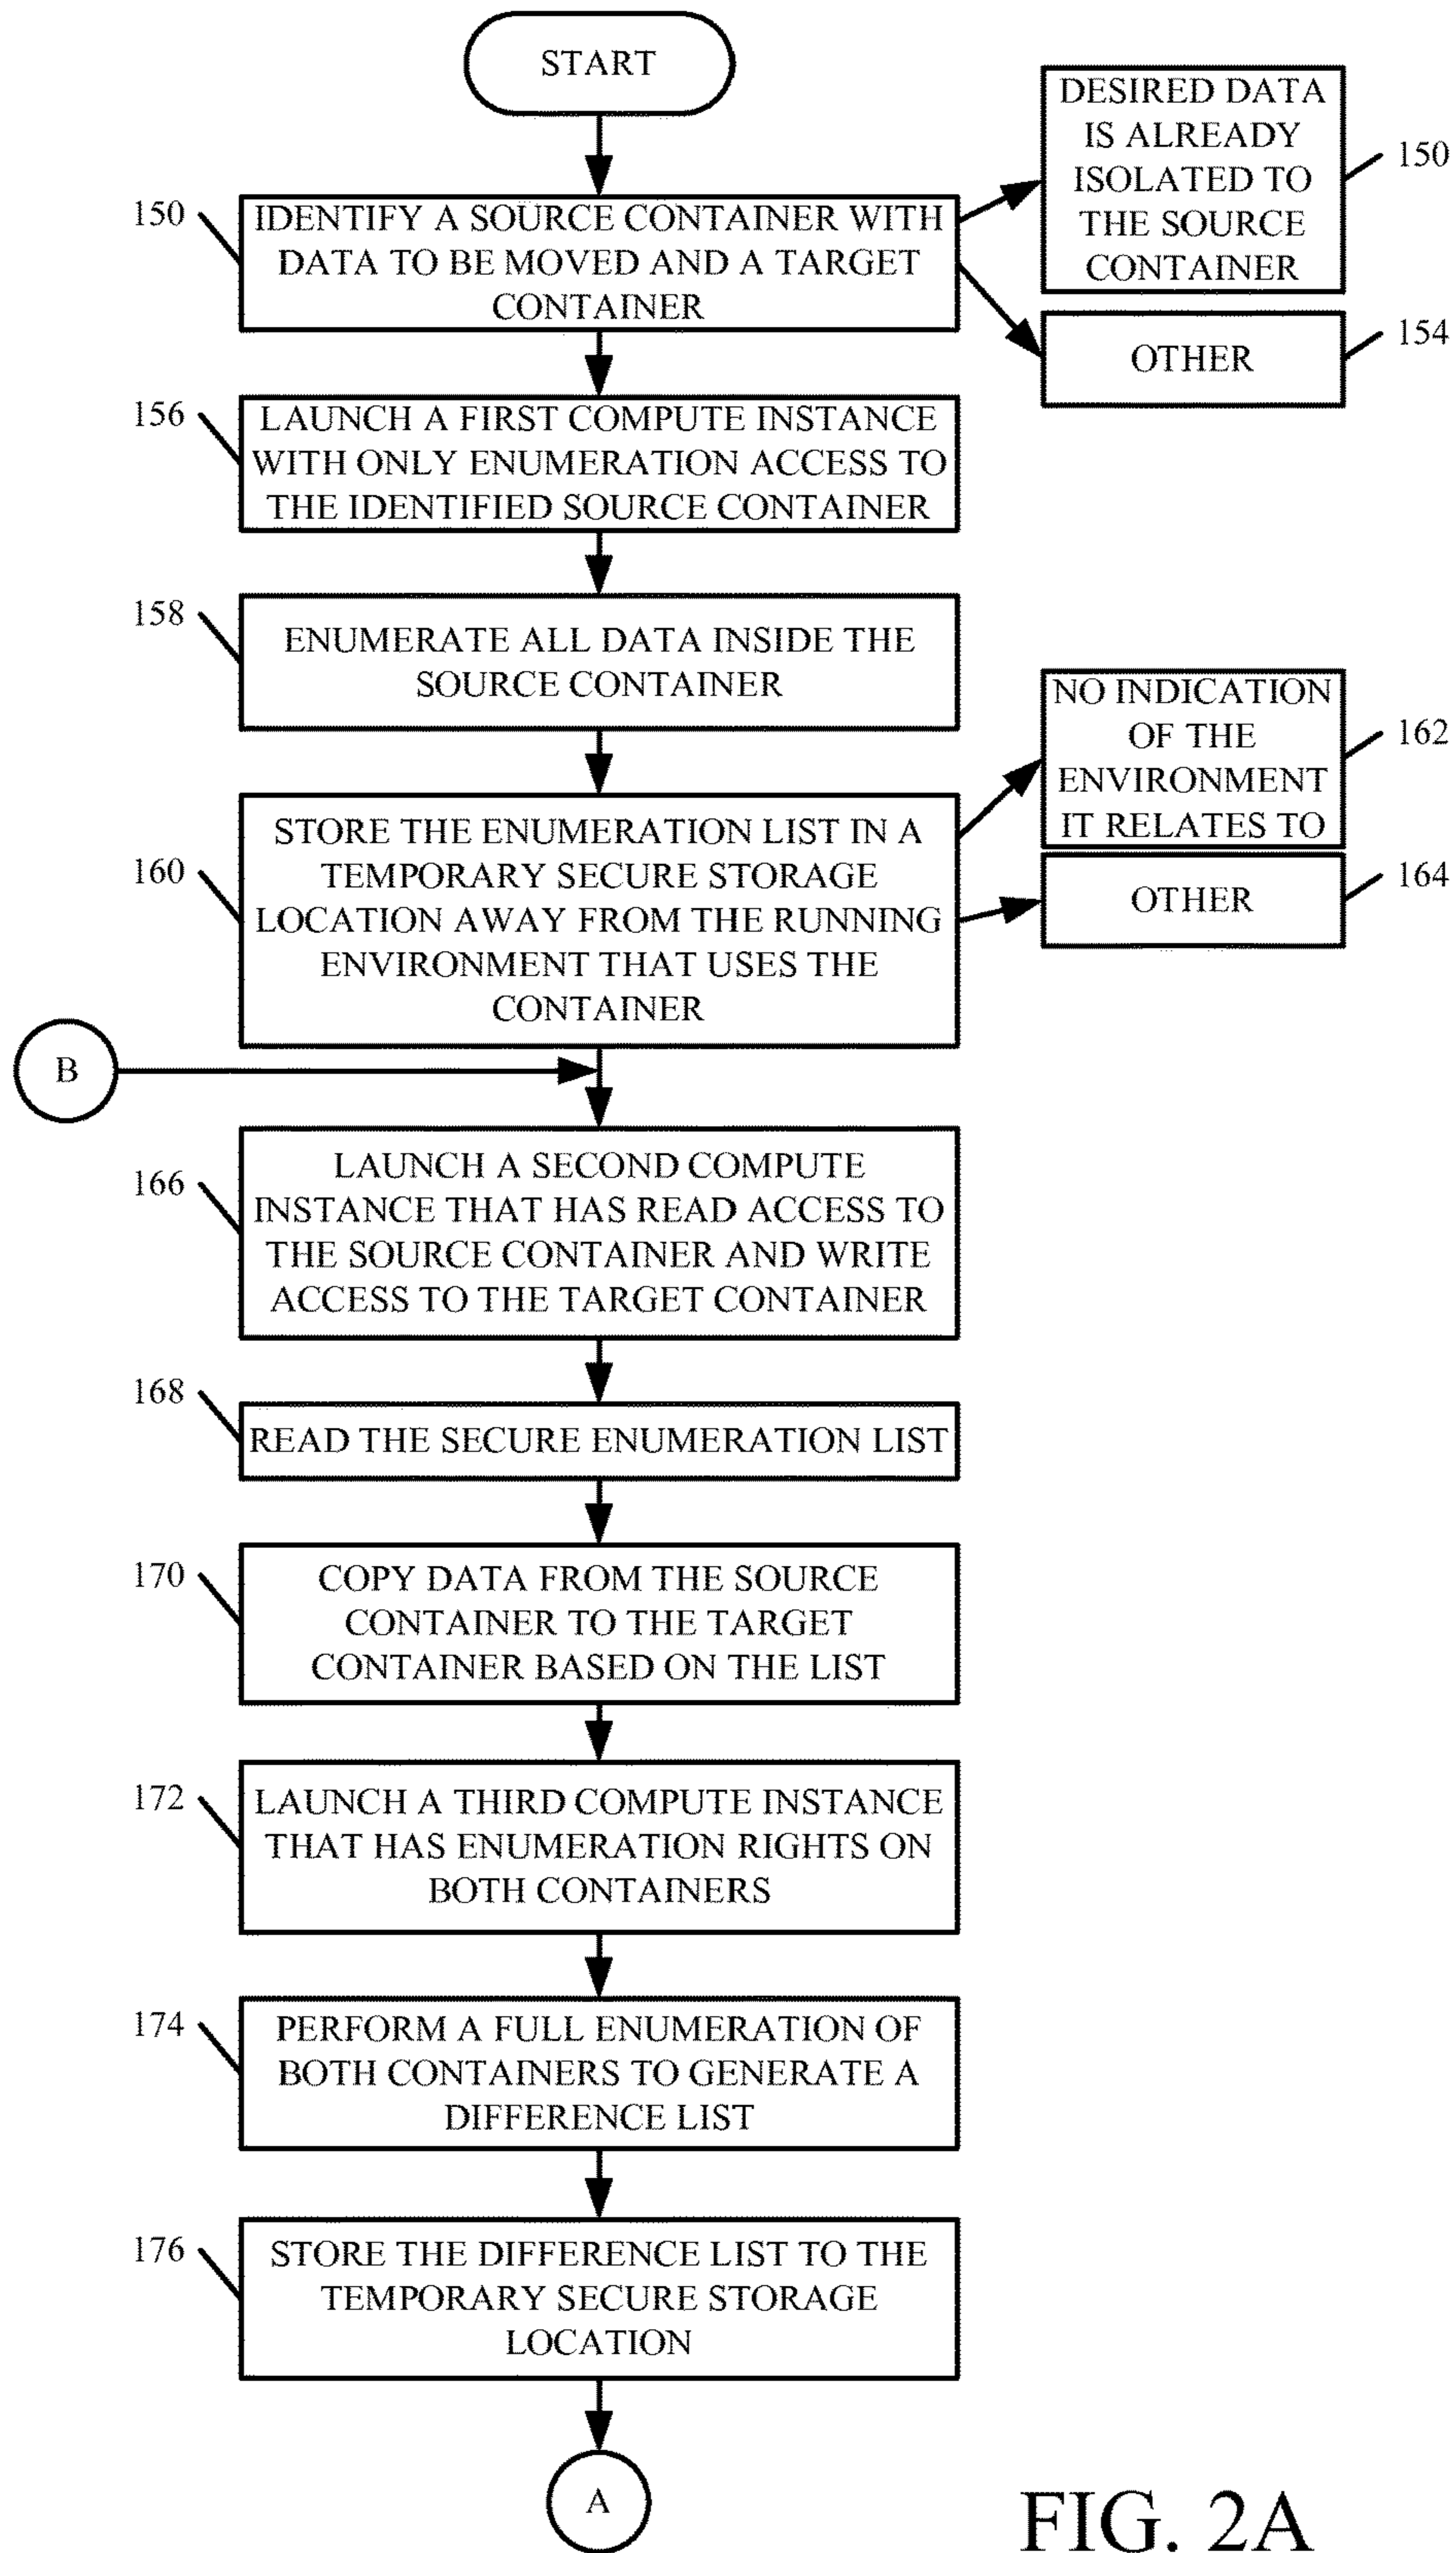 START
150
IDENTIFY A SOURCE CONTAINER WITH
DATA TO BE MOVED AND A TARGET
CONTAINER
DESIRED DATA
IS ALREADY
ISOLATED TO
THE SOURCE
CONTAINER
150
OTHER
154
156
LAUNCH A FIRST COMPUTE INSTANCE
WITH ONLY ENUMERATION ACCESS TO
THE IDENTIFIED SOURCE CONTAINER
158
ENUMERATE ALL DATA INSIDE THE
SOURCE CONTAINER
160
STORE THE ENUMERATION LIST IN A
TEMPORARY SECURE STORAGE
LOCATION AWAY FROM THE RUNNING
ENVIRONMENT THAT USES THE
CONTAINER
NO INDICATION
OF THE
ENVIRONMENT
IT RELATES TO
162
OTHER
164
B
166
LAUNCH A SECOND COMPUTE
INSTANCE THAT HAS READ ACCESS TO
THE SOURCE CONTAINER AND WRITE
ACCESS TO THE TARGET CONTAINER
168
READ THE SECURE ENUMERATION LIST
170
COPY DATA FROM THE SOURCE
CONTAINER TO THE TARGET
CONTAINER BASED ON THE LIST
172
LAUNCH A THIRD COMPUTE INSTANCE
THAT HAS ENUMERATION RIGHTS ON
BOTH CONTAINERS
174
PERFORM A FULL ENUMERATION OF
BOTH CONTAINERS TO GENERATE A
DIFFERENCE LIST
176
STORE THE DIFFERENCE LIST TO THE
TEMPORARY SECURE STORAGE
LOCATION
A
FIG. 2A